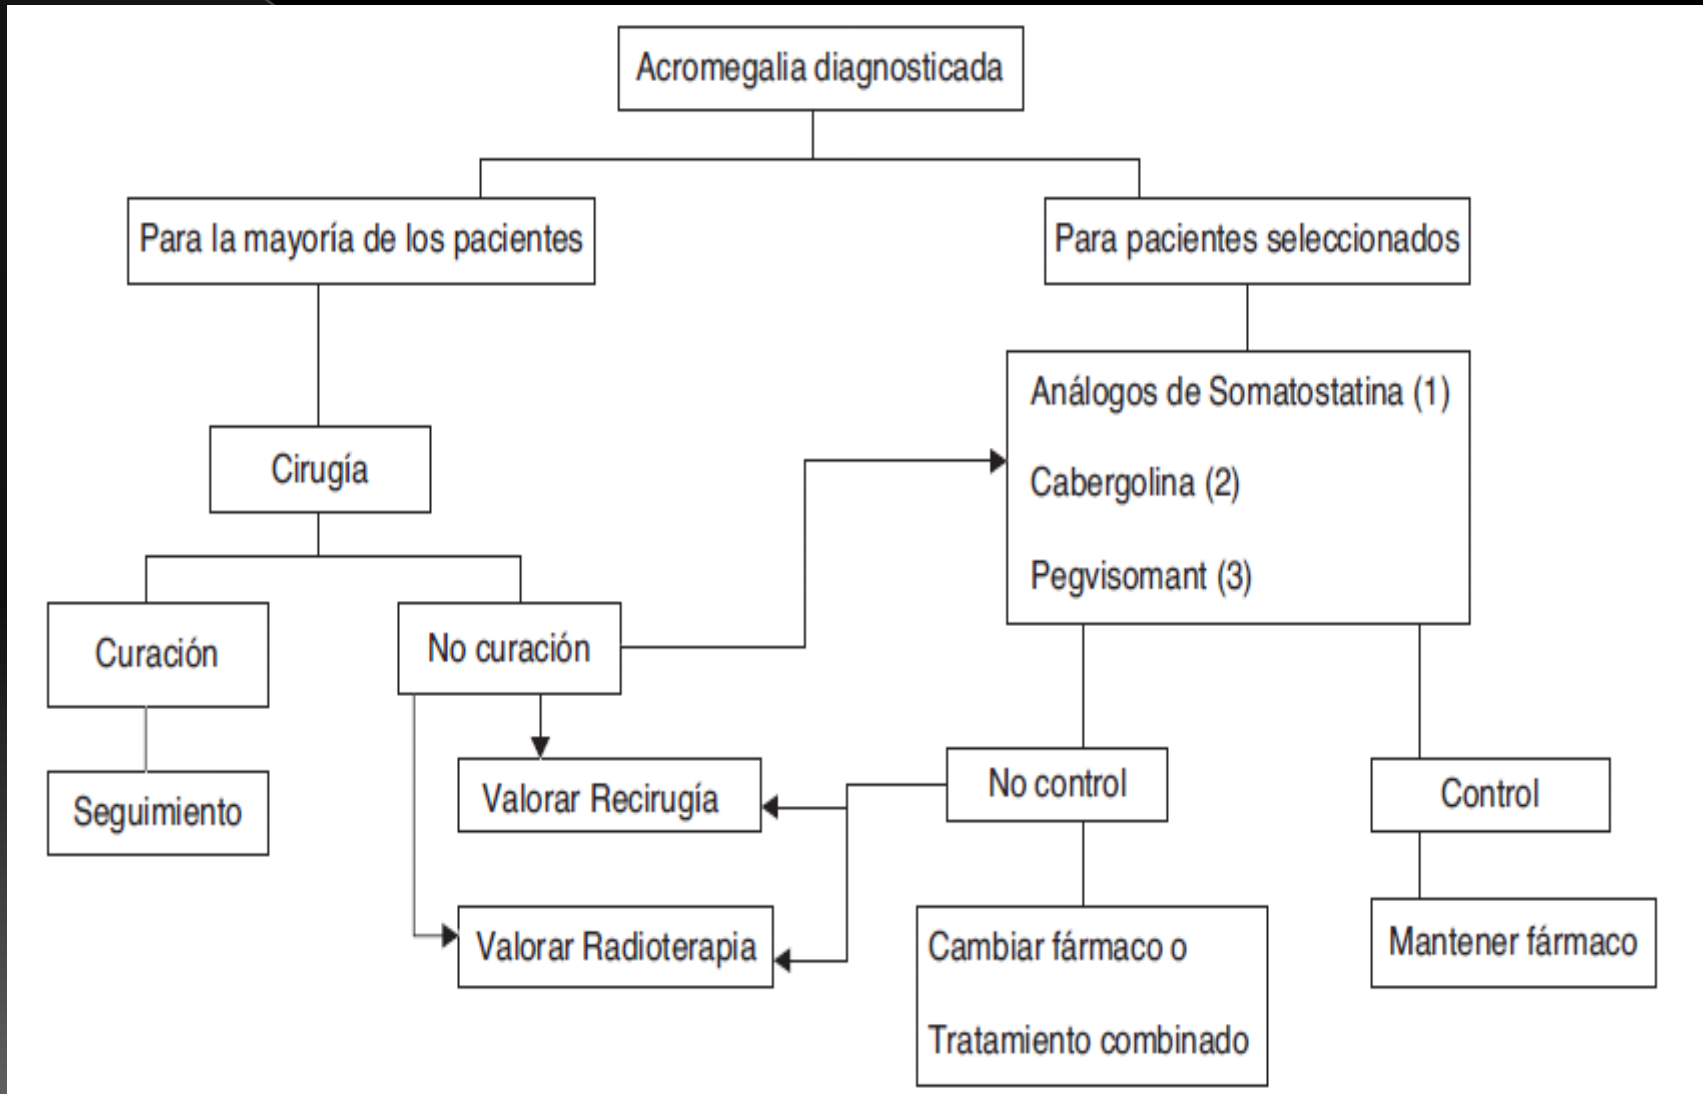 Acromegalia diagnosticada
Para la mayoría de los pacientes
Para pacientes seleccionados
Cirugía
Análogos de Somatostatina (1)
Cabergolina (2)
Pegvisomant (3)
Curación
No curación
Seguimiento
Valorar Recirugía
Valorar Radioterapia
No control
Control
Cambiar fármaco o
Tratamiento combinado
Mantener fármaco